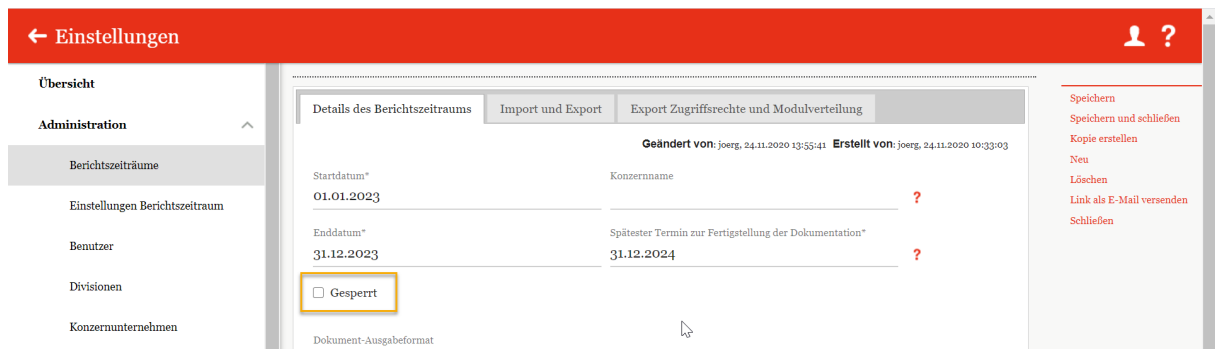 Einstellungen
?
Übersicht
Administration
Berichtszeiträume
Einstellungen Berichtszeitraum
Benutzer
Divisionen
Konzernunternehmen
Details des Berichtszeitraums
Import und Export
Export Zugriffsrechte und Modulverteilung
Geändert von: joerg, 24.11.2020 13:55:41 Erstellt von: joerg, 24.11.2020 10:33:03
Startdatum*
Konzernname
01.01.2023
?
Enddatum*
Spätester Termin zur Fertigstellung der Dokumentation*
31.12.2023
31.12.2024
?
Gesperrt
Dokument-Ausgabeformat
Speichern
Speichern und schließen
Kopie erstellen
Neu
Löschen
Link als E-Mail versenden
Schließen